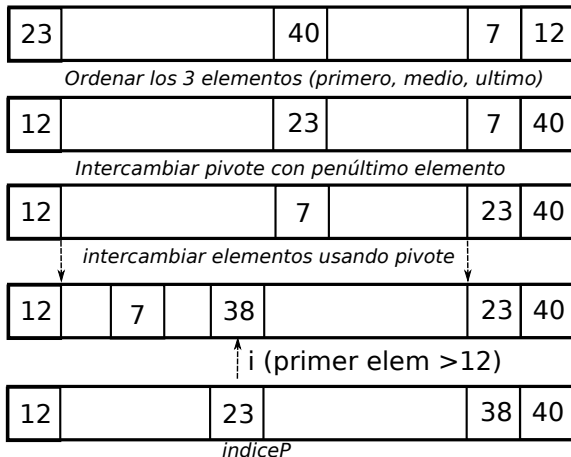 23 40 7 12
Ordenar los 3 elementos (primero, medio, ultimo)
12 23 7 40
Intercambiar pivote con penúltimo elemento
12 7 23 40
intercambiar elementos usando pivote
12 7 38 23 40
i (primer elem >12)
12 23 38 40
indiceP